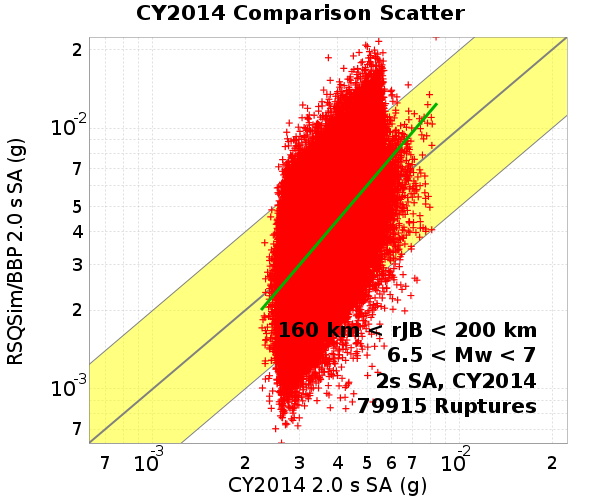 CY2014 Comparison Scatter
RSQSim/BBP 2.0 s SA (g)
2
10-2
7
5
4
3
2
10-3
7
160 km < rJB < 200 km
6.5 < Mw < 7
2s SA, CY2014
79915 Ruptures
7 10-3 2 3 4 5 6 7 10-2 2
CY2014 2.0 s SA (g)